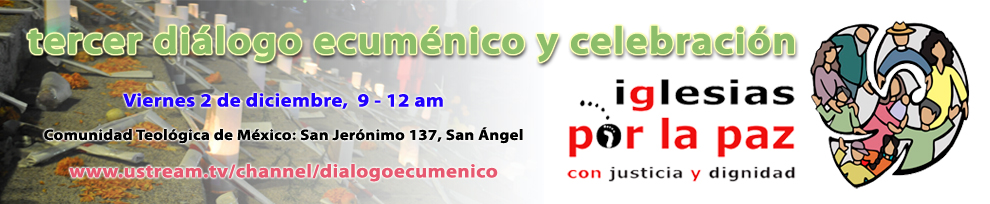 tercer diálogo ecuménico y celebración
Viernes 2 de diciembre, 9 - 12 am
Comunidad Teológica de México: San Jerónimo 137, San Ángel
www.ustream.tv/channel/dialogoecumenico
... iglesias
por la paz
con justicia y dignidad